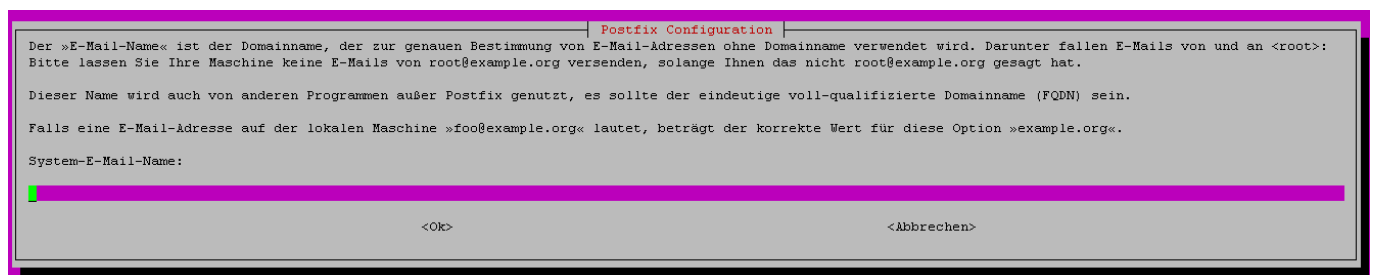 Postfix Configuration
Der »E-Mail-Name« ist der Domainname, der zur genauen Bestimmung von E-Mail-Adressen ohne Domainname verwendet wird. Darunter fallen E-Mails von und an <root>:
Bitte lassen Sie Ihre Maschine keine E-Mails von root@example.org versenden, solange Ihnen das nicht root@example.org gesagt hat.
Dieser Name wird auch von anderen Programmen außer Postfix genutzt, es sollte der eindeutige voll-qualifizierte Domainname (FQDN) sein.
Falls eine E-Mail-Adresse auf der lokalen Maschine »foo@example.org« lautet, beträgt der korrekte Wert für diese Option »example.org«.
System-E-Mail-Name:
<Ok> <Abbrechen>